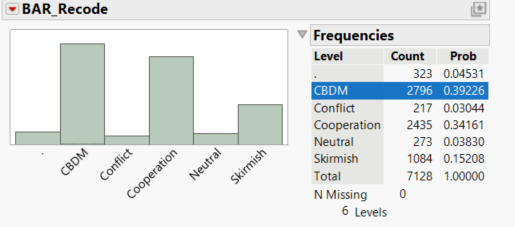 BAR_Recode
Frequencies
Level Count Prob
. 323 0.04531
CBDM 2796 0.39226
Conflict 217 0.03044
Cooperation 2435 0.34161
Neutral 273 0.03830
Skirmish 1084 0.15208
Total 7128 1.00000
N Missing 0
6 Levels
.
CBDM
Conflict
Cooperation
Neutral
Skirmish